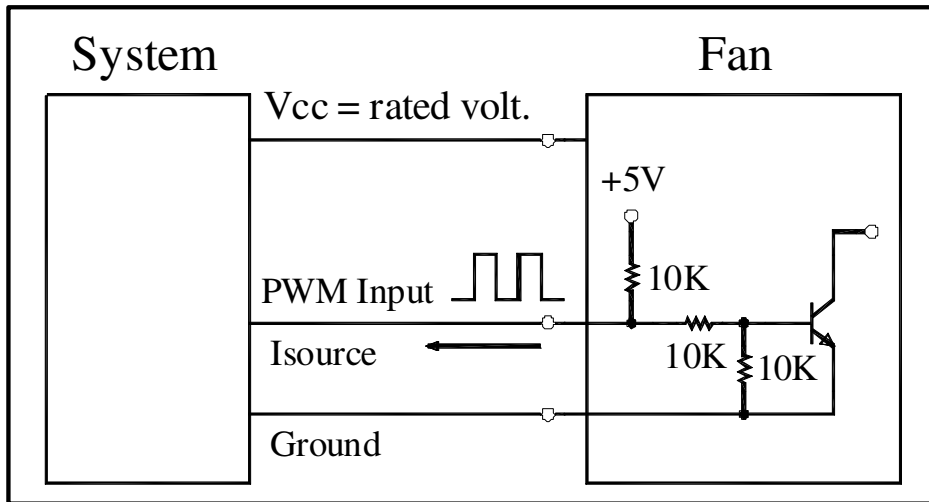 System
Fan
Vcc = rated volt.
+5V
10K
PWM Input
10K
10K
Isource
Ground